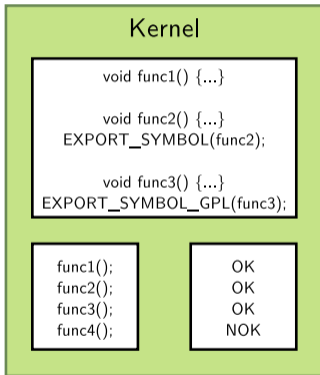 Kernel
void func1() {...}
void func2() {...}
EXPORT_SYMBOL(func2);
void func3() {...}
EXPORT_SYMBOL_GPL(func3);
func1();
func2();
func3();
func4();
OK
OK
OK
NOK